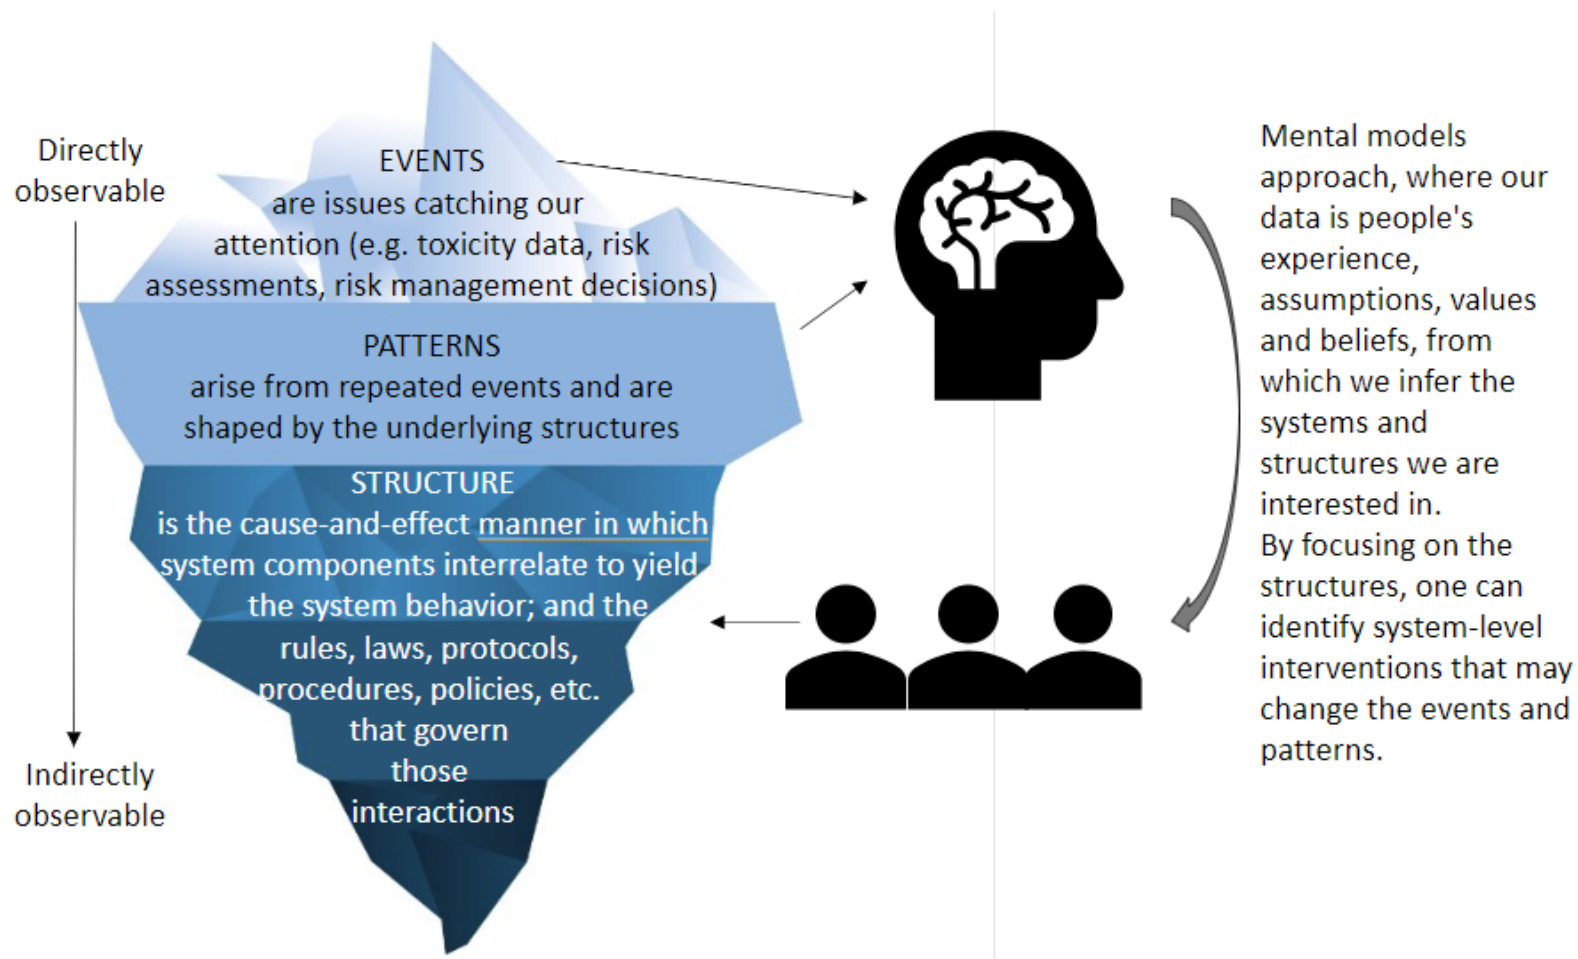 Directly
observable
EVENTS
are issues catching our
attention (e.g. toxicity data, risk
assessments, risk management decisions)
PATTERNS
arise from repeated events and are
shaped by the underlying structures
STRUCTURE
is the cause-and-effect manner in which
system components interrelate to yield
the system behavior; and the
rules, laws, protocols,
procedures, policies, etc.
that govern
those
interactions
Indirectly
observable
Mental models
approach, where our
data is people's
experience,
assumptions, values
and beliefs, from
which we infer the
systems and
structures we are
interested in.
By focusing on the
structures, one can
identify system-level
interventions that may
change the events and
patterns.